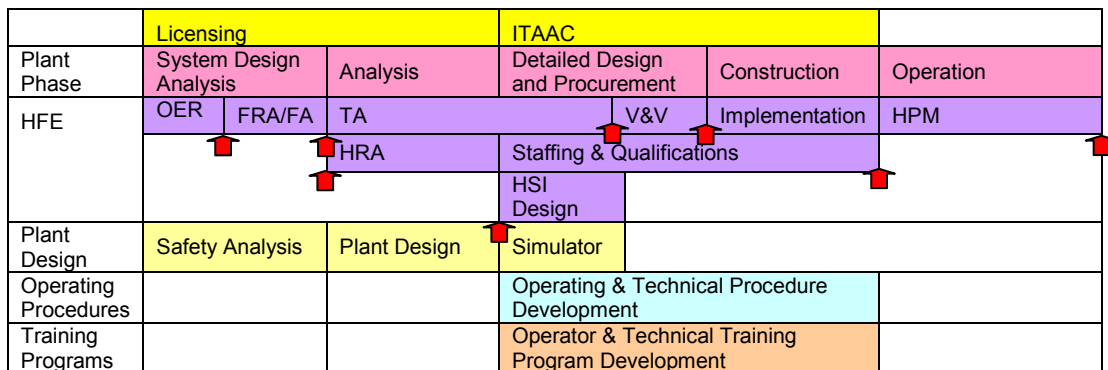 Licensing ITAAC
Plant Phase System Design Analysis Analysis Detailed Design and Procurement Construction Operation
HFE OER FRA/FA TA V&V Implementation HPM
HRA Staffing & Qualifications
HSI Design
Plant Design Safety Analysis Plant Design Simulator
Operating Procedures Operating & Technical Procedure Development
Training Programs Operator & Technical Training Program Development